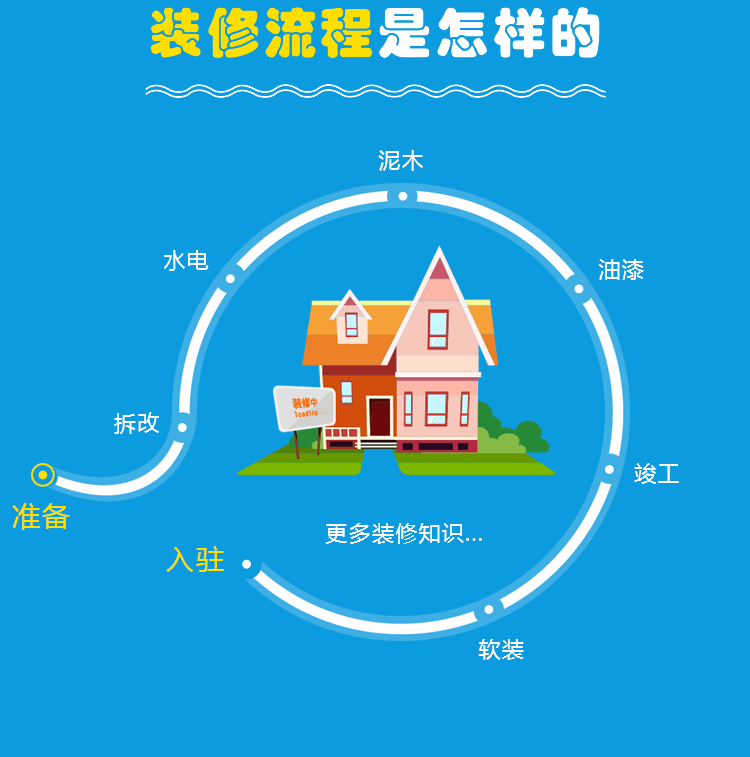 装修流程是怎样的
泥木
水电
油漆
装修中
loading...
拆改
竣工
准备
更多装修知识...
入驻
软装